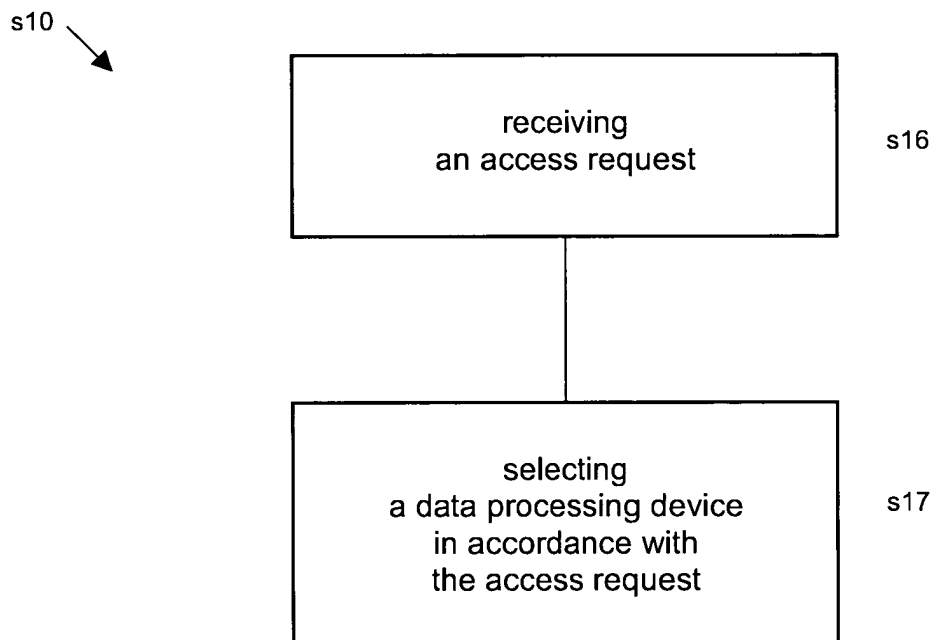 s10
receiving
an access request
s16
selecting
a data processing device
in accordance with
the access request
s17